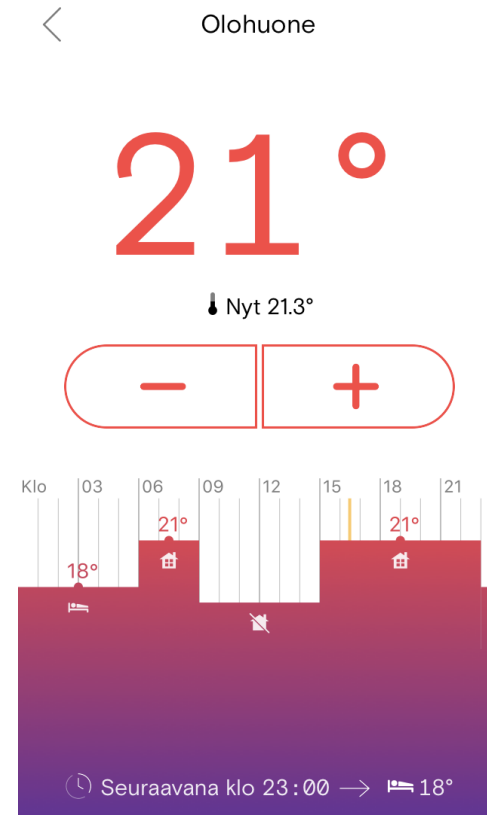 Olohuone
21°
Nyt 21.3°
Klo 03 06 09 12 15 18 21
21° 21°
18°
Seuraavana klo 23:00 → 18°